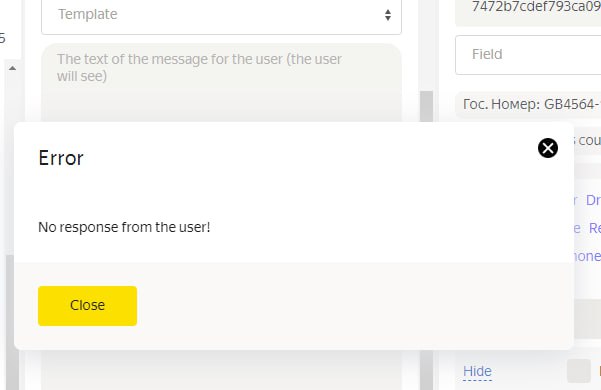 Template
7472b7cdef793ca09
5
The text of the message for the user (the user
will see)
Field
Гос. Номер: GB4564-
Error
cou
No response from the user!
Dr
Re
Close
Hide